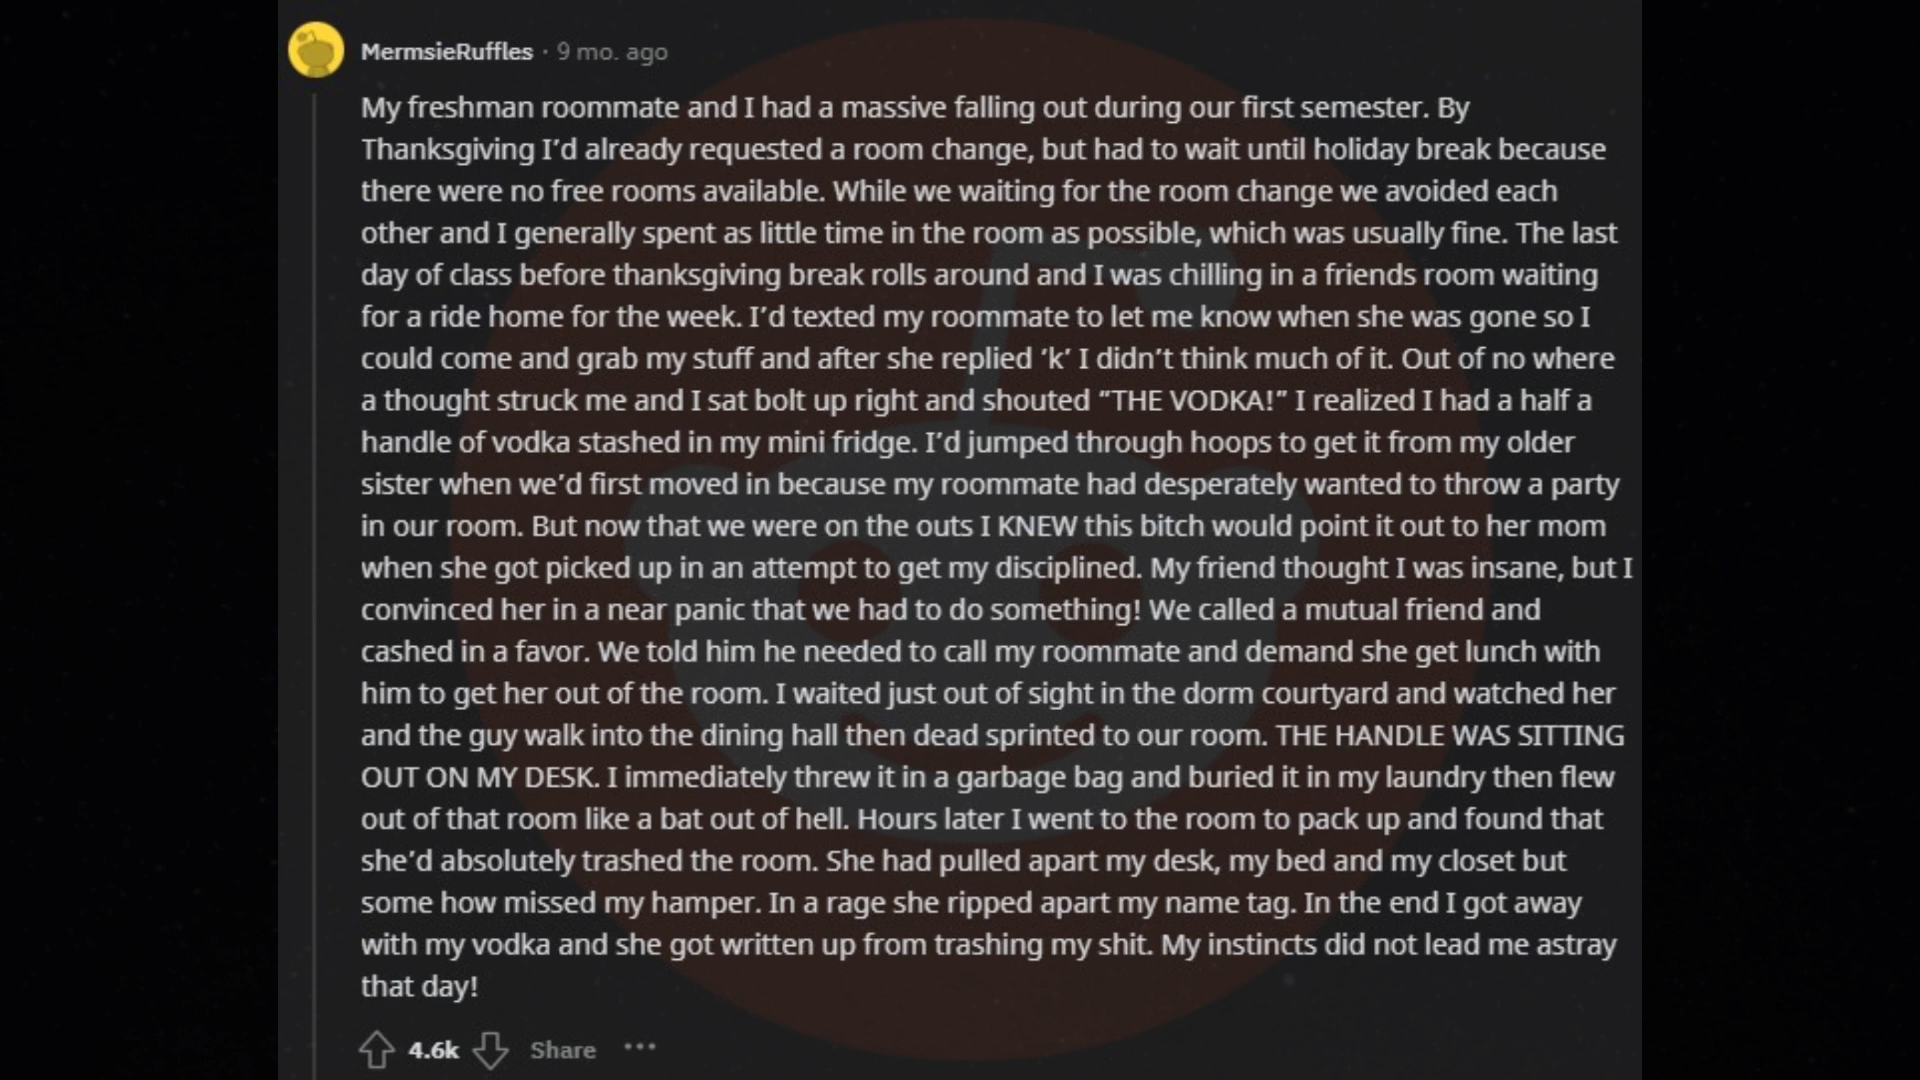 MermsieRuffles · 9 mo. ago
My freshman roommate and I had a massive falling out during our first semester. By
Thanksgiving I’d already requested a room change, but had to wait until holiday break because
there were no free rooms available. While we waiting for the room change we avoided each
other and I generally spent as little time in the room as possible, which was usually fine. The last
day of class before thanksgiving break rolls around and I was chilling in a friends room waiting
for a ride home for the week. I’d texted my roommate to let me know when she was gone so I
could come and grab my stuff and after she replied ‘k’ I didn’t think much of it. Out of no where
a thought struck me and I sat bolt up right and shouted “THE VODKA!” I realized I had a half a
handle of vodka stashed in my mini fridge. I’d jumped through hoops to get it from my older
sister when we’d first moved in because my roommate had desperately wanted to throw a party
in our room. But now that we were on the outs I KNEW this bitch would point it out to her mom
when she got picked up in an attempt to get my disciplined. My friend thought I was insane, but I
convinced her in a near panic that we had to do something! We called a mutual friend and
cashed in a favor. We told him he needed to call my roommate and demand she get lunch with
him to get her out of the room. I waited just out of sight in the dorm courtyard and watched her
and the guy walk into the dining hall then dead sprinted to our room. THE HANDLE WAS SITTING
OUT ON MY DESK. I immediately threw it in a garbage bag and buried it in my laundry then flew
out of that room like a bat out of hell. Hours later I went to the room to pack up and found that
she’d absolutely trashed the room. She had pulled apart my desk, my bed and my closet but
some how missed my hamper. In a rage she ripped apart my name tag. In the end I got away
with my vodka and she got written up from trashing my shit. My instincts did not lead me astray
that day!
4.6k Share ···